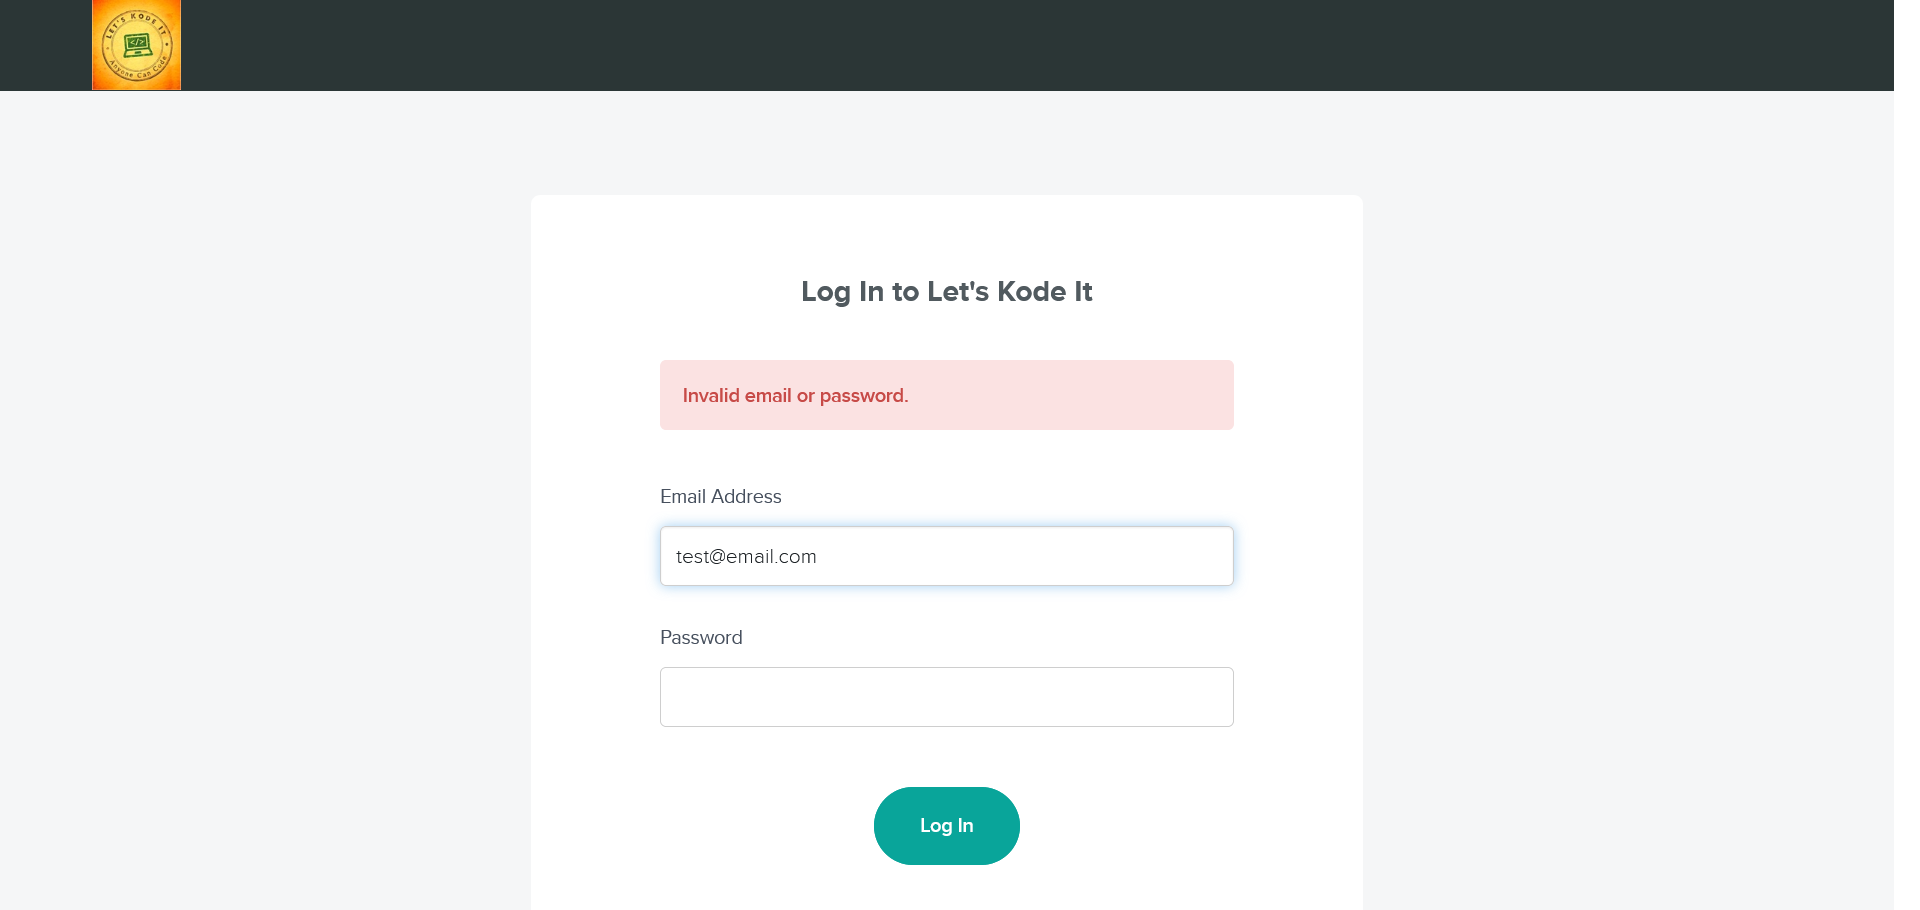 LET'S KODE IT
</>
Anyone Can Code
Log In to Let's Kode It
Invalid email or password.
Email Address
test@email.com
Password
Log In